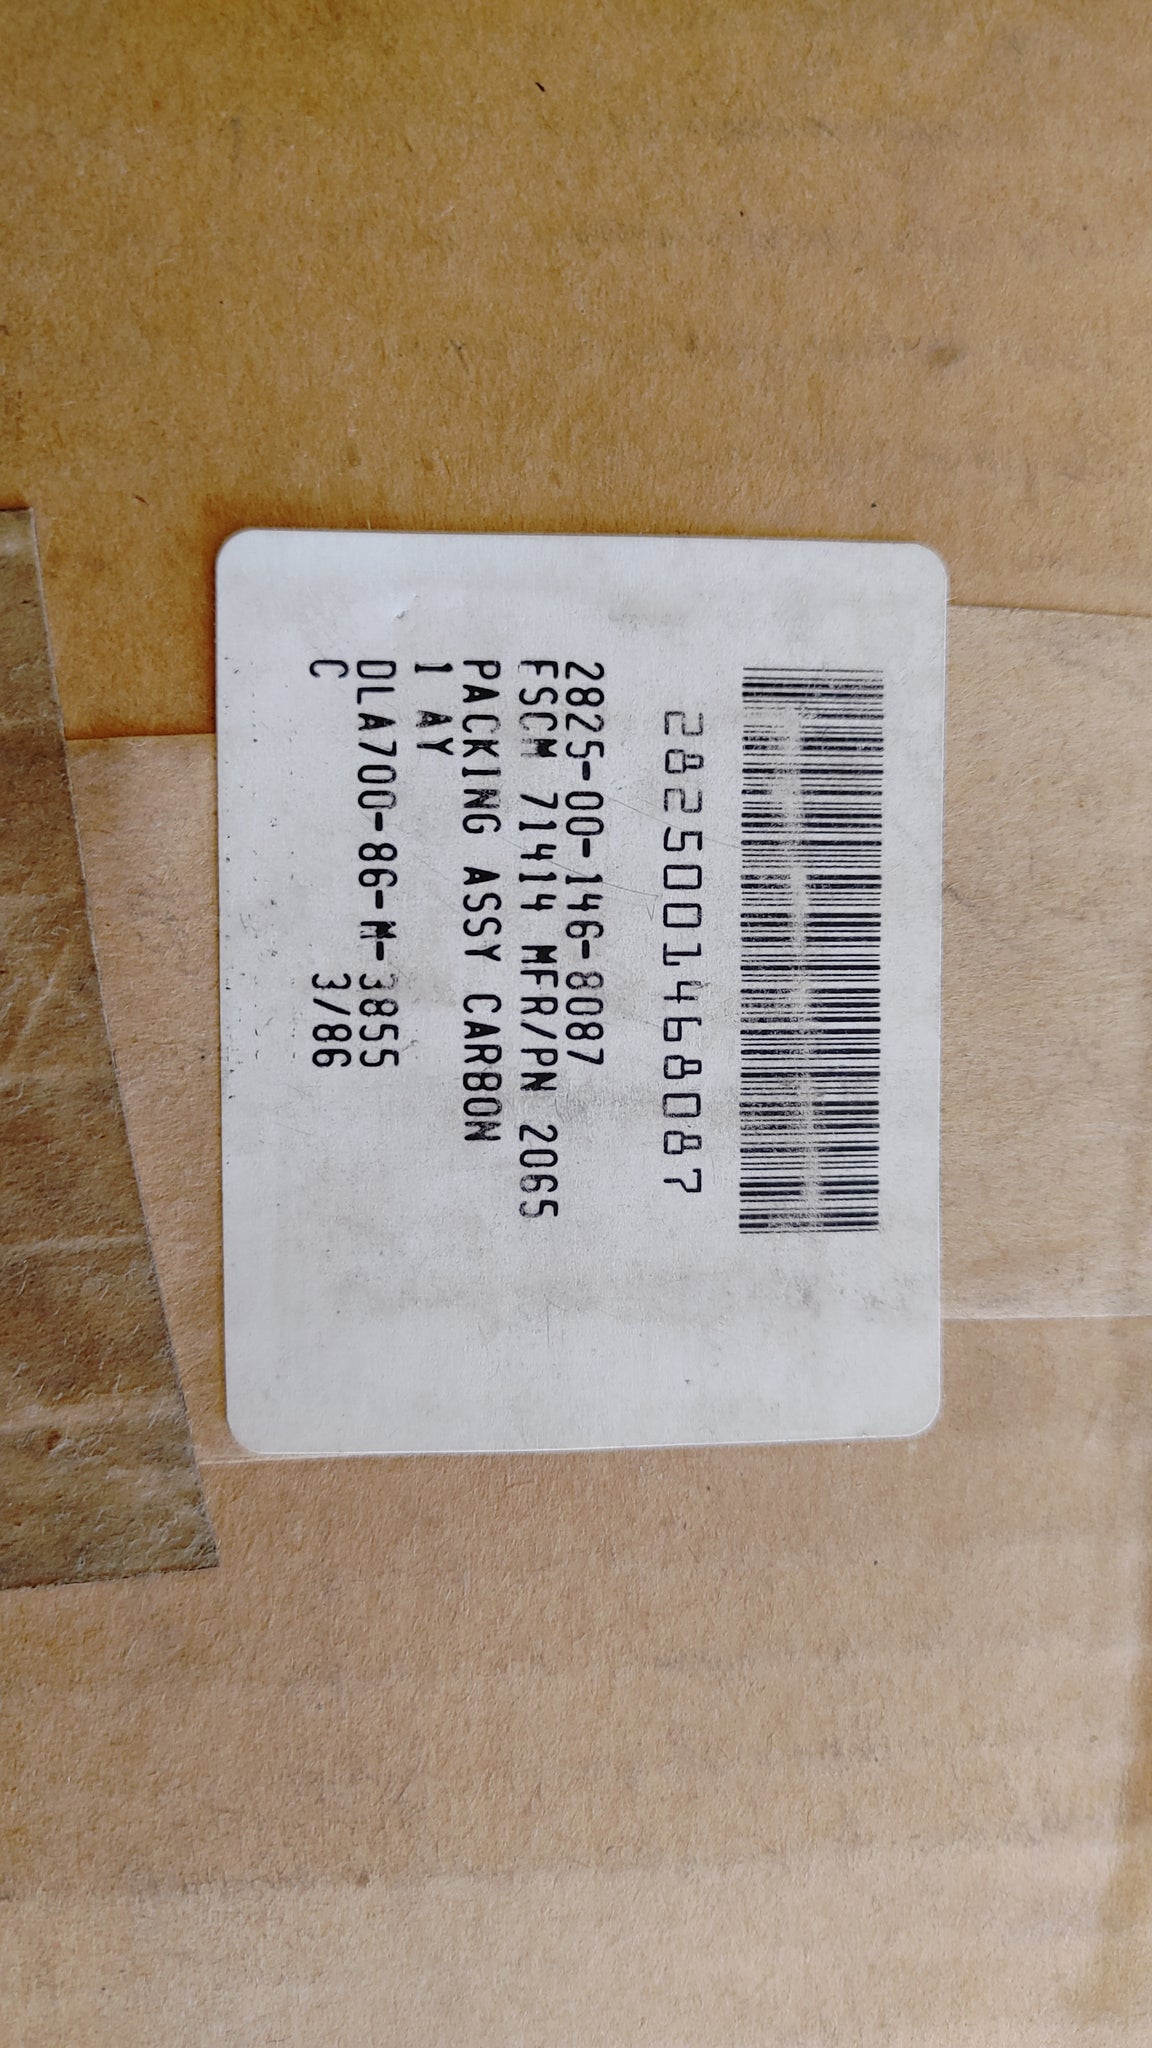 2825001468087
2825-00-146-8087
FSCM 71414 MFR/PN 2065
PACKING ASSY CARBON
1 AY
DLA700-86-M-3855
C 3/86